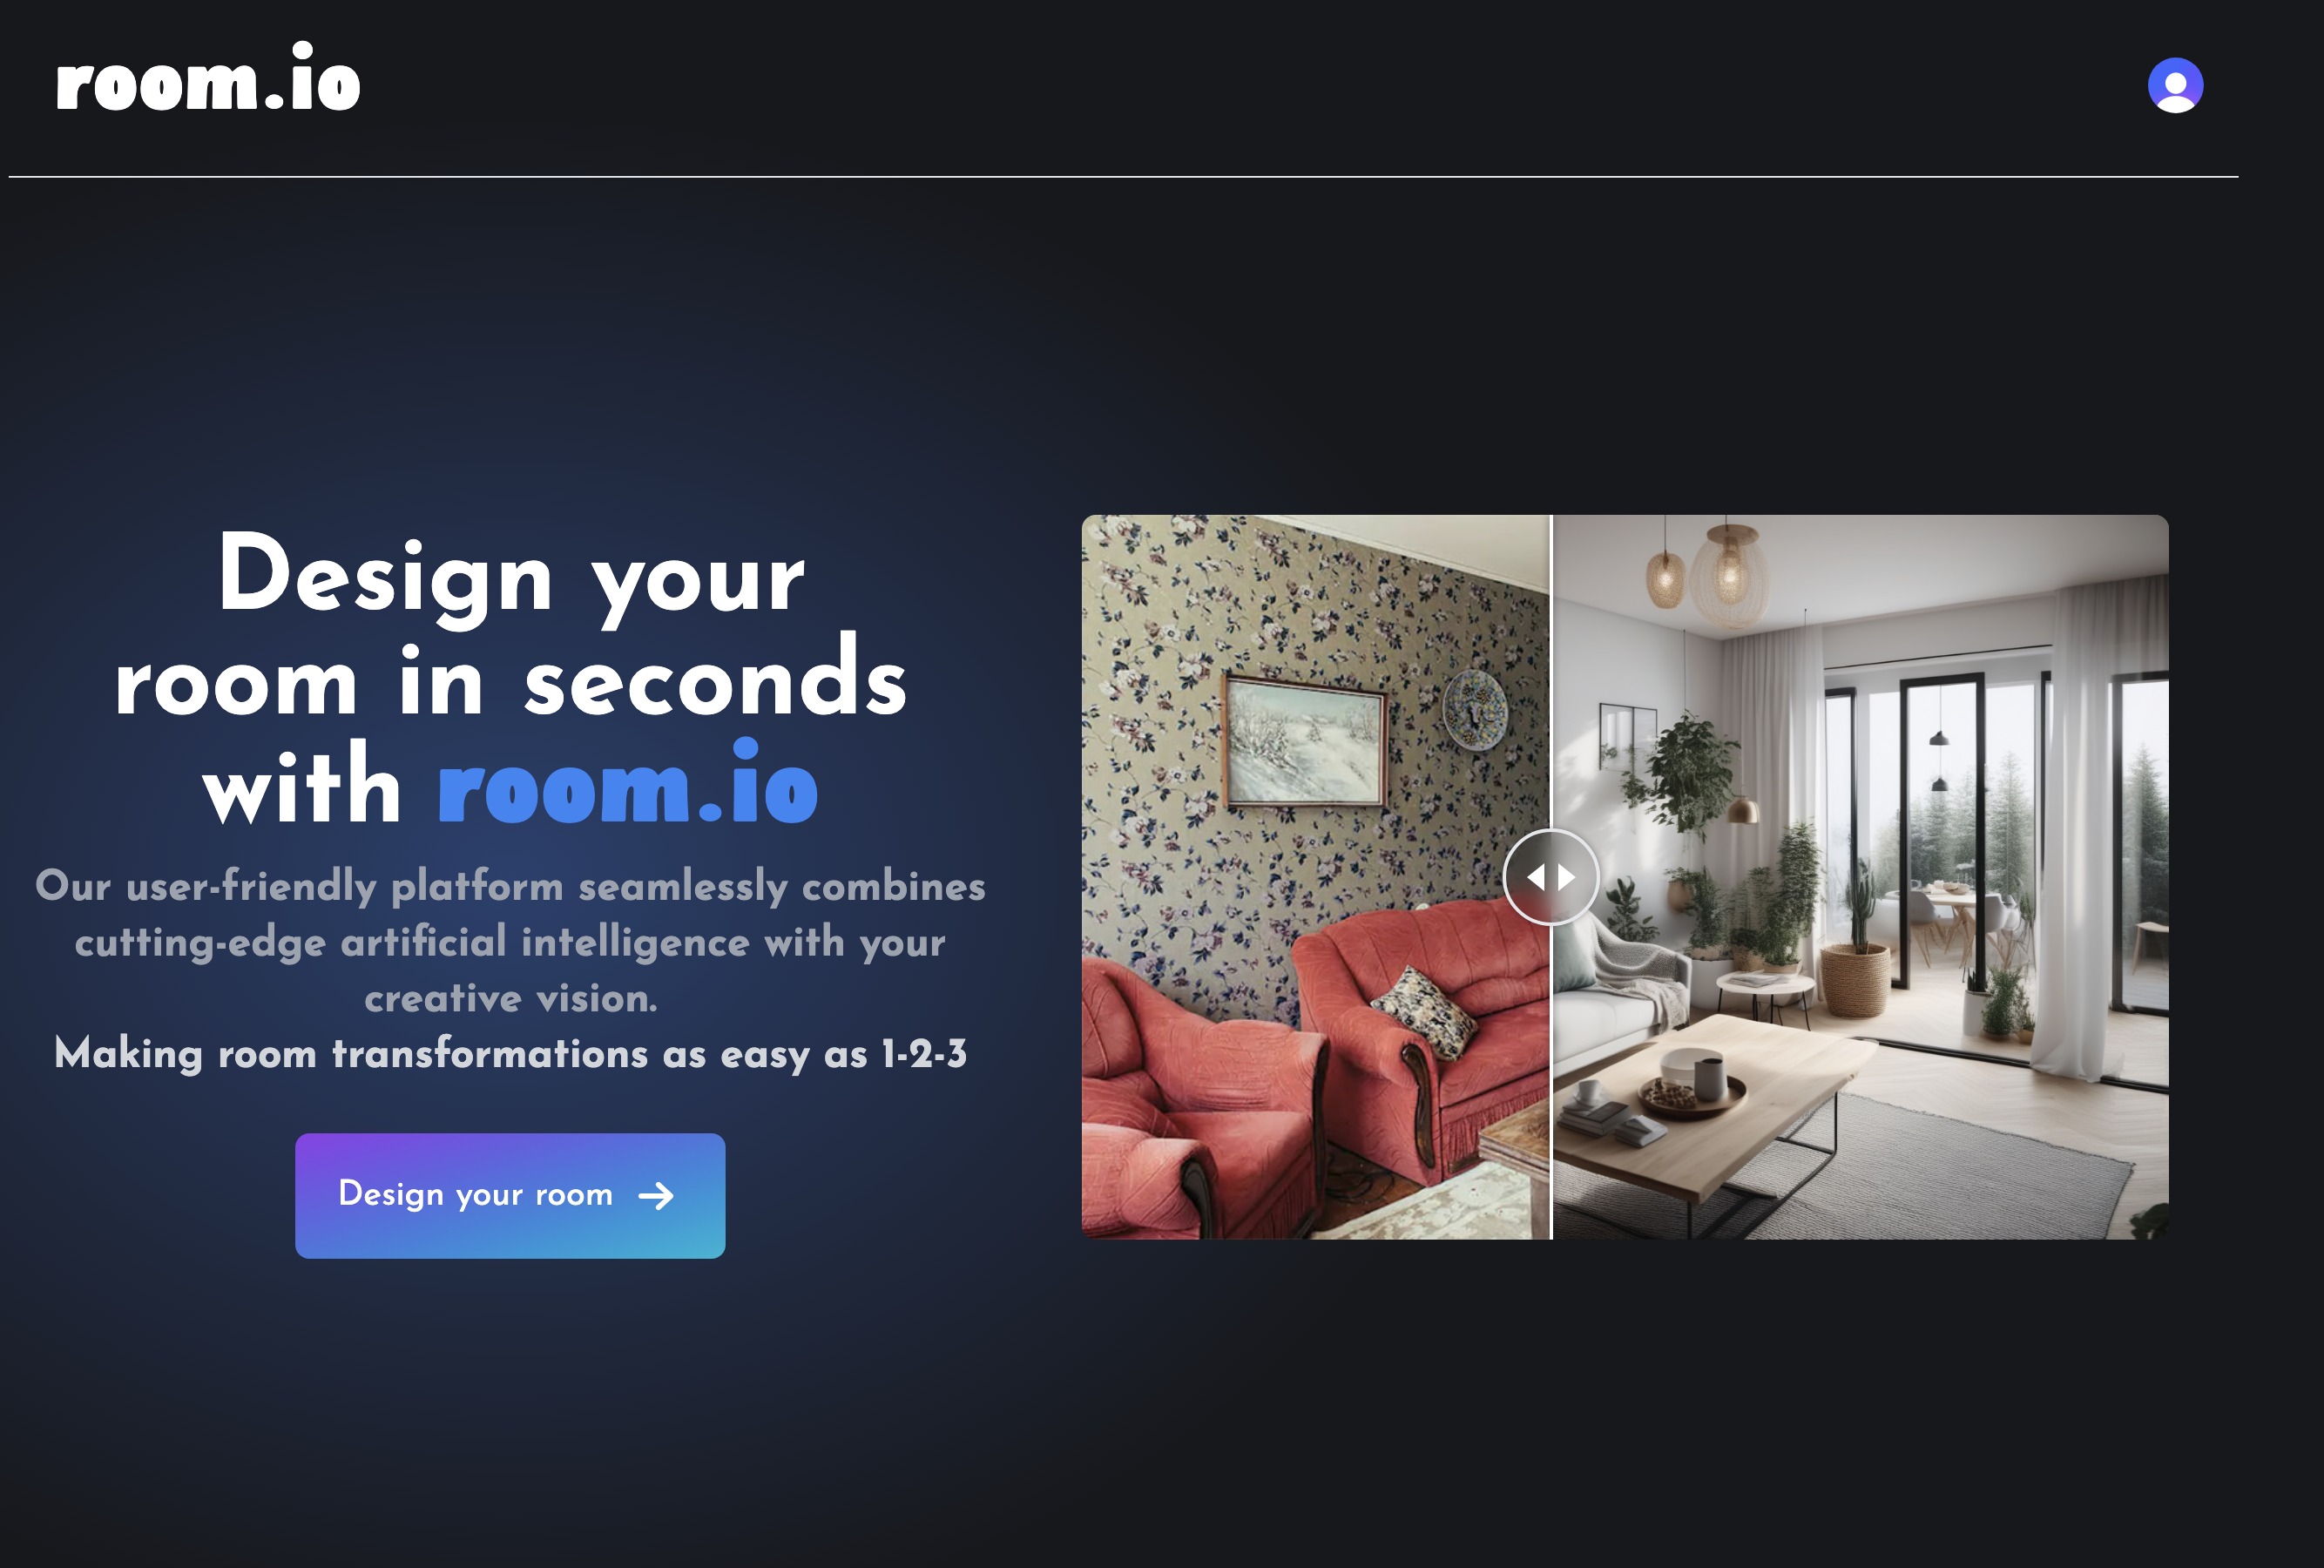 room.io
Design your
room in seconds
with room.io
Our user-friendly platform seamlessly combines
cutting-edge artificial intelligence with your
creative vision.
Making room transformations as easy as 1-2-3
Design your room